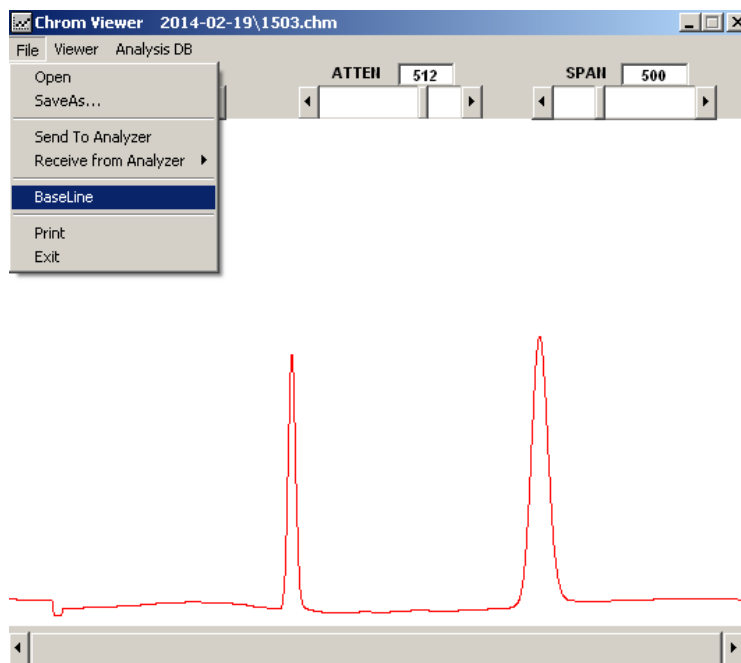 Chrom Viewer 2014-02-19\1503.chm
File Viewer Analysis DB
ATTEN 512 SPAN 500
Open
SaveAs...
Send To Analyzer
Receive from Analyzer
BaseLine
Print
Exit